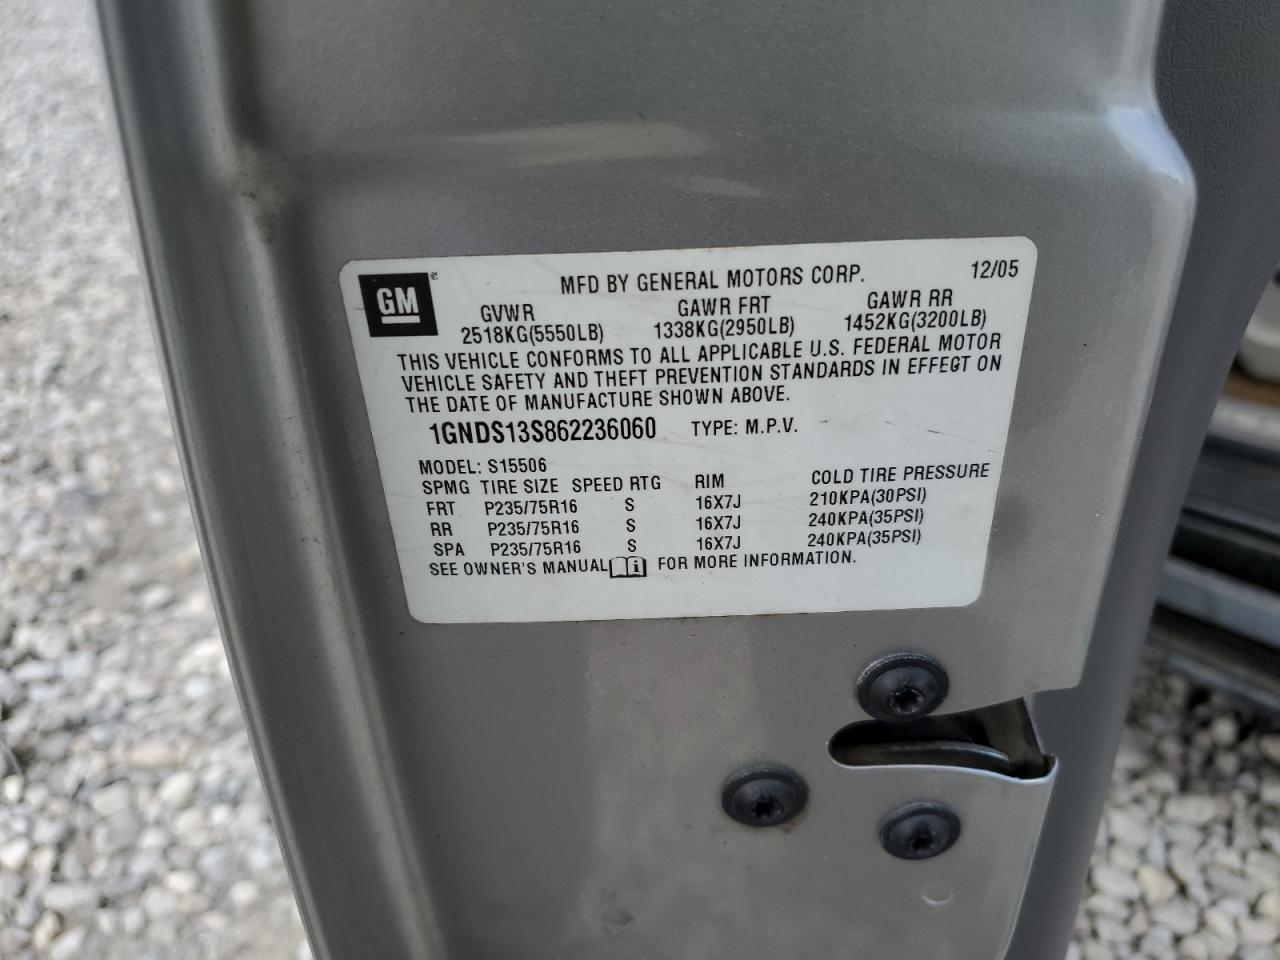 GM® MFD BY GENERAL MOTORS CORP. 12/05
GVWR GAWR FRT GAWR RR
2518KG(5550LB) 1338KG(2950LB) 1452KG(3200LB)
THIS VEHICLE CONFORMS TO ALL APPLICABLE U.S. FEDERAL MOTOR
VEHICLE SAFETY AND THEFT PREVENTION STANDARDS IN EFFECT ON
THE DATE OF MANUFACTURE SHOWN ABOVE.
1GNDS13S862236060 TYPE: M.P.V.
MODEL: S15506
SPMG TIRE SIZE SPEED RTG RIM COLD TIRE PRESSURE
FRT P235/75R16 S 16X7J 210KPA(30PSI)
RR P235/75R16 S 16X7J 240KPA(35PSI)
SPA P235/75R16 S 16X7J 240KPA(35PSI)
SEE OWNER'S MANUAL i FOR MORE INFORMATION.